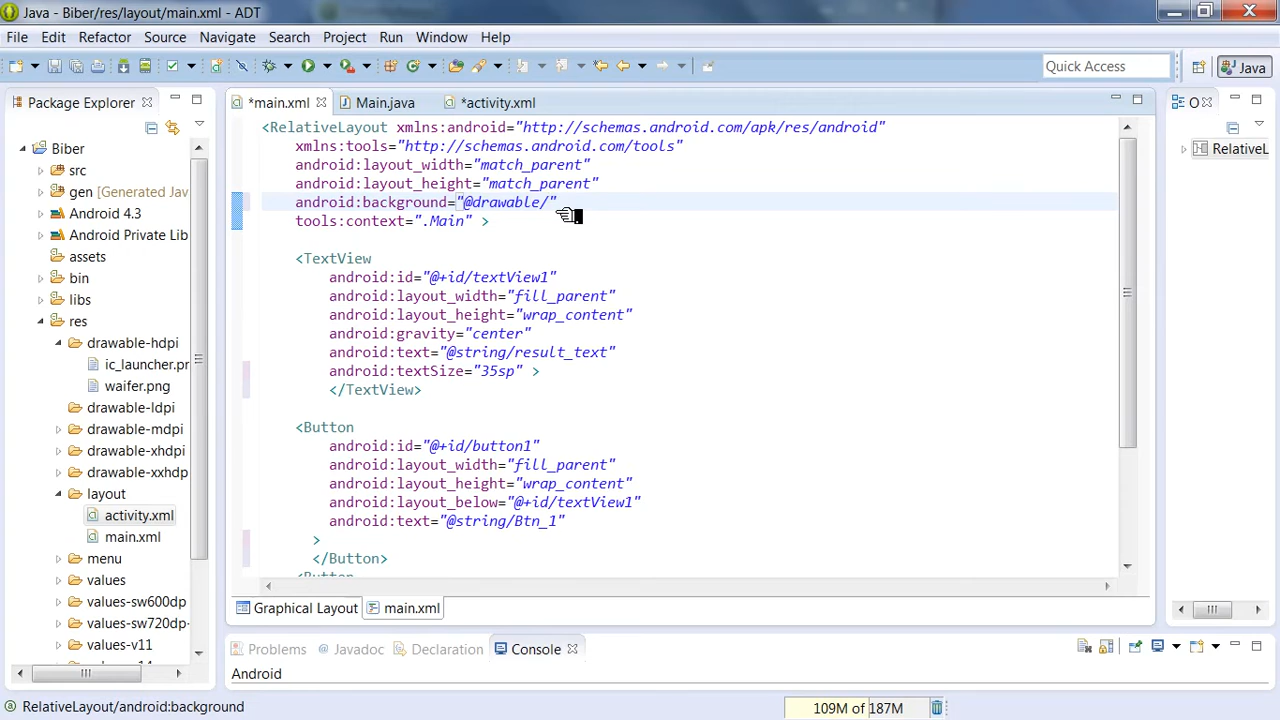 Java - Biber/res/layout/main.xml - ADT
File Edit Refactor Source Navigate Search Project Run Window Help
Quick Access
Java
Package Explorer
*main.xml
Main.java
*activity.xml
O
Biber
src
gen [Generated Jav
Android 4.3
Android Private Lib
assets
bin
libs
res
drawable-hdpi
ic_launcher.pr
waifer.png
drawable-ldpi
drawable-mdpi
drawable-xhdpi
drawable-xxhdp
layout
activity.xml
main.xml
menu
values
values-sw600dp
values-sw720dp-
values-v11
<RelativeLayout xmlns:android="http://schemas.android.com/apk/res/android"
xmlns:tools="http://schemas.android.com/tools"
android:layout_width="match_parent"
android:layout_height="match_parent"
android:background="@drawable/"
tools:context=".Main" >
<TextView
android:id="@+id/textView1"
android:layout_width="fill_parent"
android:layout_height="wrap_content"
android:gravity="center"
android:text="@string/result_text"
android:textSize="35sp" >
</TextView>
<Button
android:id="@+id/button1"
android:layout_width="fill_parent"
android:layout_height="wrap_content"
android:layout_below="@+id/textView1"
android:text="@string/Btn_1"
>
</Button>
<Button
RelativeL
Graphical Layout
main.xml
Problems
@ Javadoc
Declaration
Console
Android
RelativeLayout/android:background
109M of 187M